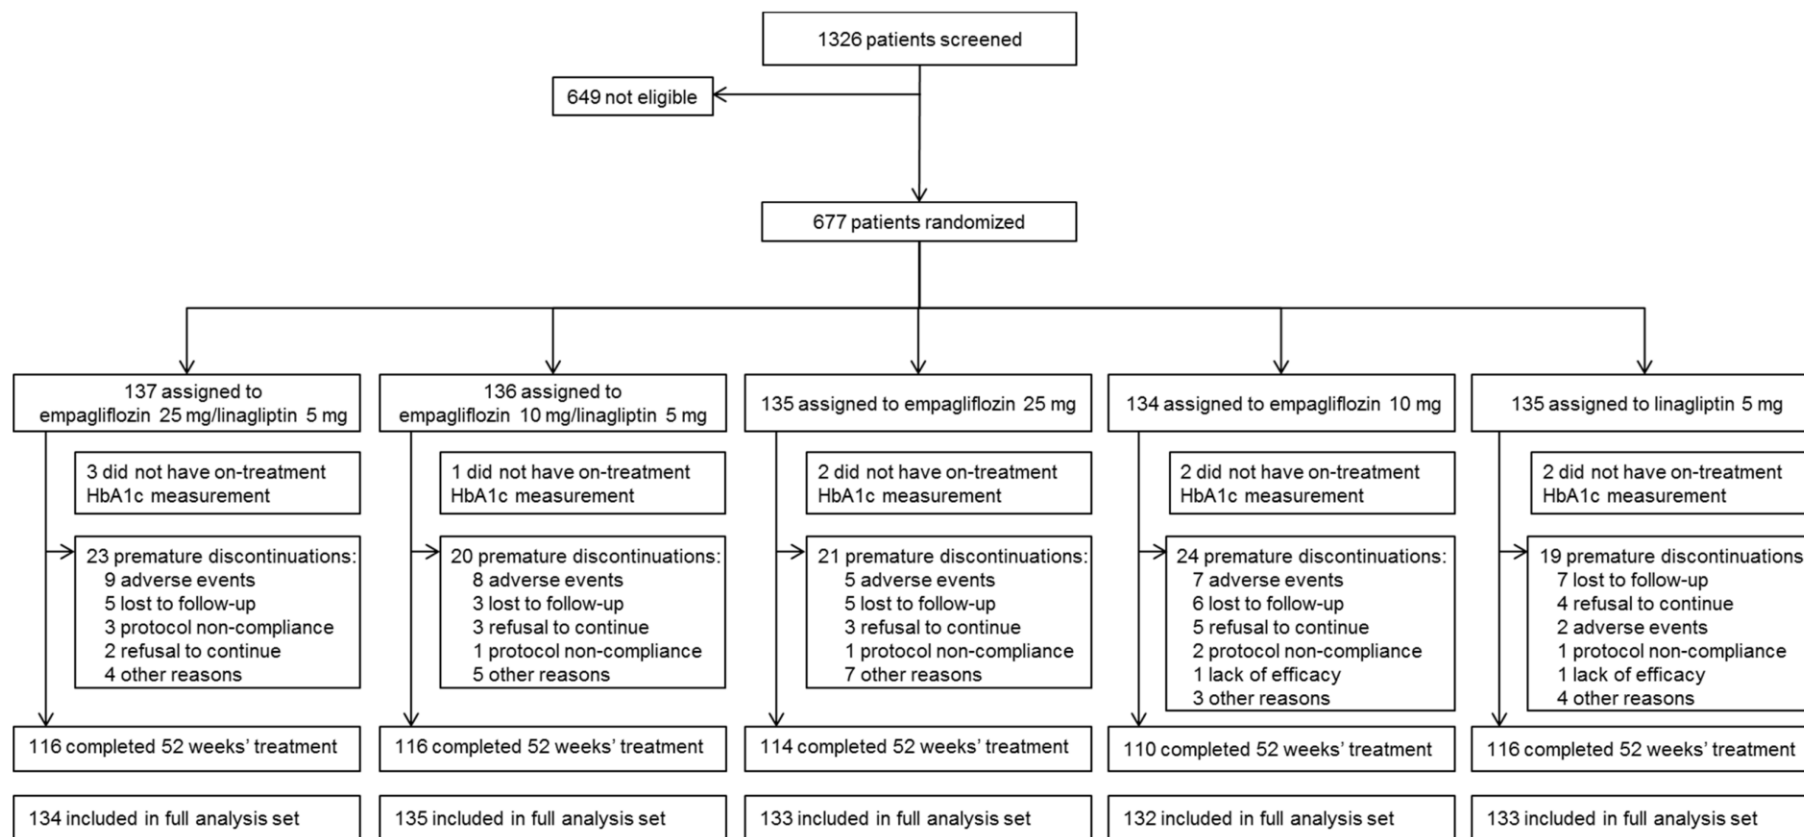 1326 patients screened
649 not eligible
677 patients randomized
137 assigned to
empagliflozin 25 mg/linagliptin 5 mg
136 assigned to
empagliflozin 10 mg/linagliptin 5 mg
135 assigned to empagliflozin 25 mg
134 assigned to empagliflozin 10 mg
135 assigned to linagliptin 5 mg
3 did not have on-treatment
HbA1c measurement
1 did not have on-treatment
HbA1c measurement
2 did not have on-treatment
HbA1c measurement
2 did not have on-treatment
HbA1c measurement
2 did not have on-treatment
HbA1c measurement
23 premature discontinuations:
9 adverse events
5 lost to follow-up
3 protocol non-compliance
2 refusal to continue
4 other reasons
20 premature discontinuations:
8 adverse events
3 lost to follow-up
3 refusal to continue
1 protocol non-compliance
5 other reasons
21 premature discontinuations:
5 adverse events
5 lost to follow-up
3 refusal to continue
1 protocol non-compliance
7 other reasons
24 premature discontinuations:
7 adverse events
6 lost to follow-up
5 refusal to continue
2 protocol non-compliance
1 lack of efficacy
3 other reasons
19 premature discontinuations:
7 lost to follow-up
4 refusal to continue
2 adverse events
1 protocol non-compliance
1 lack of efficacy
4 other reasons
116 completed 52 weeks’ treatment
116 completed 52 weeks’ treatment
114 completed 52 weeks’ treatment
110 completed 52 weeks’ treatment
116 completed 52 weeks’ treatment
134 included in full analysis set
135 included in full analysis set
133 included in full analysis set
132 included in full analysis set
133 included in full analysis set